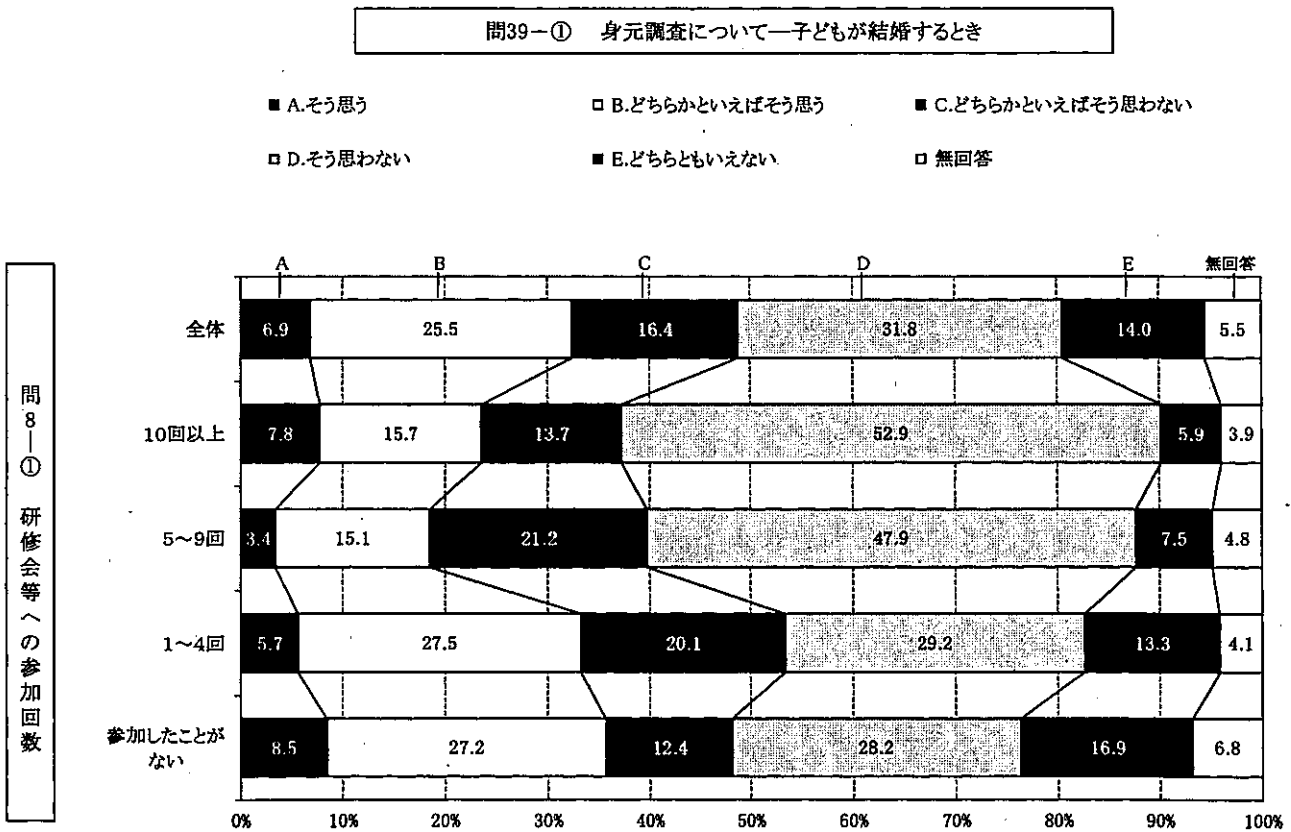 問39－① 身元調査について―子どもが結婚するとき
■ A.そう思う □ B.どちらかといえばそう思う ■ C.どちらかといえばそう思わない
□ D.そう思わない ■ E.どちらともいえない □ 無回答
A B C D E 無回答
問8―① 研修会等への参加回数
全体 6.9 25.5 16.4 31.8 14.0 5.5
10回以上 7.8 15.7 13.7 52.9 5.9 3.9
5～9回 3.4 15.1 21.2 47.9 7.5 4.8
1～4回 5.7 27.5 20.1 29.2 13.3 4.1
参加したことが
ない 8.5 27.2 12.4 28.2 16.9 6.8
0% 10% 20% 30% 40% 50% 60% 70% 80% 90% 100%